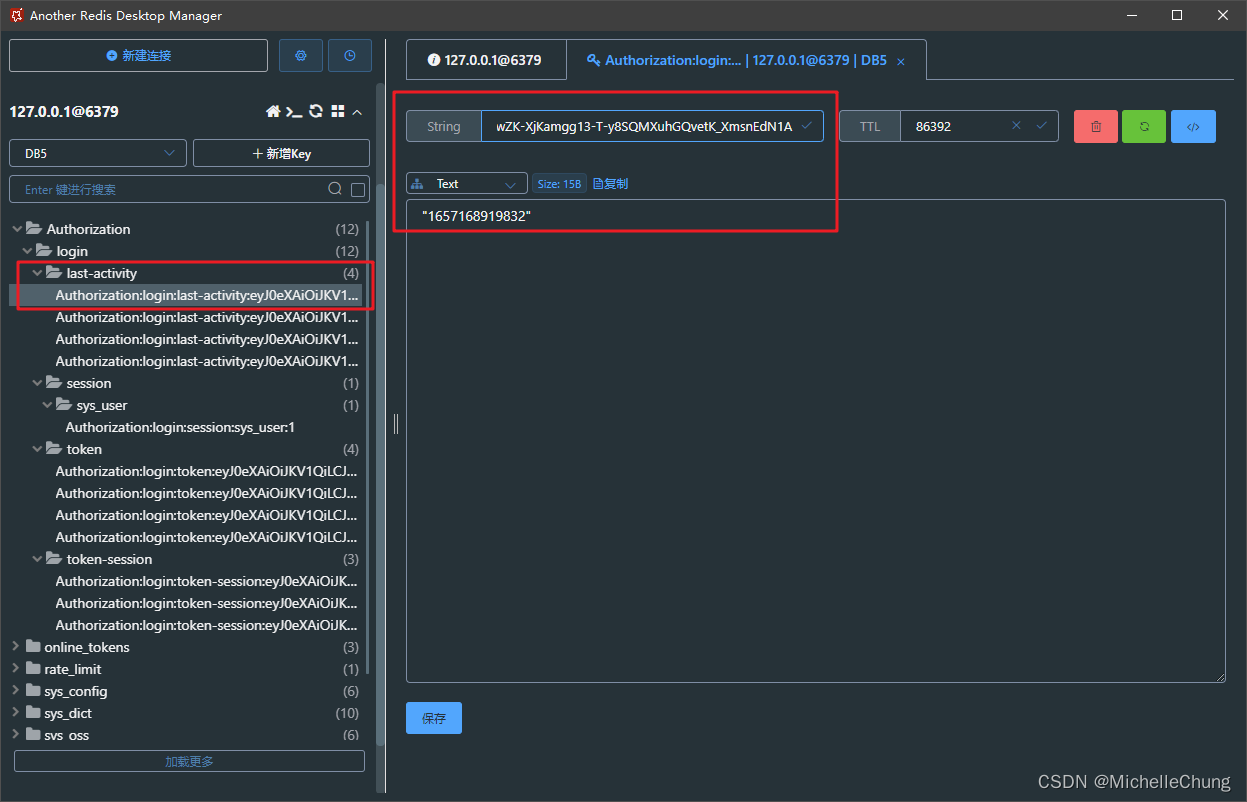 Another Redis Desktop Manager
新建连接
127.0.0.1@6379
DB5
新增Key
Enter 键进行搜索
Authorization (12)
login (12)
last-activity (4)
Authorization:login:last-activity:eyJ0eXAiOiJKV1...
Authorization:login:last-activity:eyJ0eXAiOiJKV1...
Authorization:login:last-activity:eyJ0eXAiOiJKV1...
Authorization:login:last-activity:eyJ0eXAiOiJKV1...
session (1)
sys_user (1)
Authorization:login:session:sys_user:1
token (4)
Authorization:login:token:eyJ0eXAiOiJKV1QiLCJ...
Authorization:login:token:eyJ0eXAiOiJKV1QiLCJ...
Authorization:login:token:eyJ0eXAiOiJKV1QiLCJ...
Authorization:login:token:eyJ0eXAiOiJKV1QiLCJ...
token-session (3)
Authorization:login:token-session:eyJ0eXAiOiJK...
Authorization:login:token-session:eyJ0eXAiOiJK...
Authorization:login:token-session:eyJ0eXAiOiJK...
online_tokens (3)
rate_limit (1)
sys_config (6)
sys_dict (10)
sys_oss (6)
加载更多
127.0.0.1@6379
Authorization:login:... | 127.0.0.1@6379 | DB5
String wZK-XjKamgg13-T-y8SQMXuhGQvetK_XmsnEdN1A TTL 86392
Text Size: 15B 复制
"1657168919832"
保存
CSDN @MichelleChung